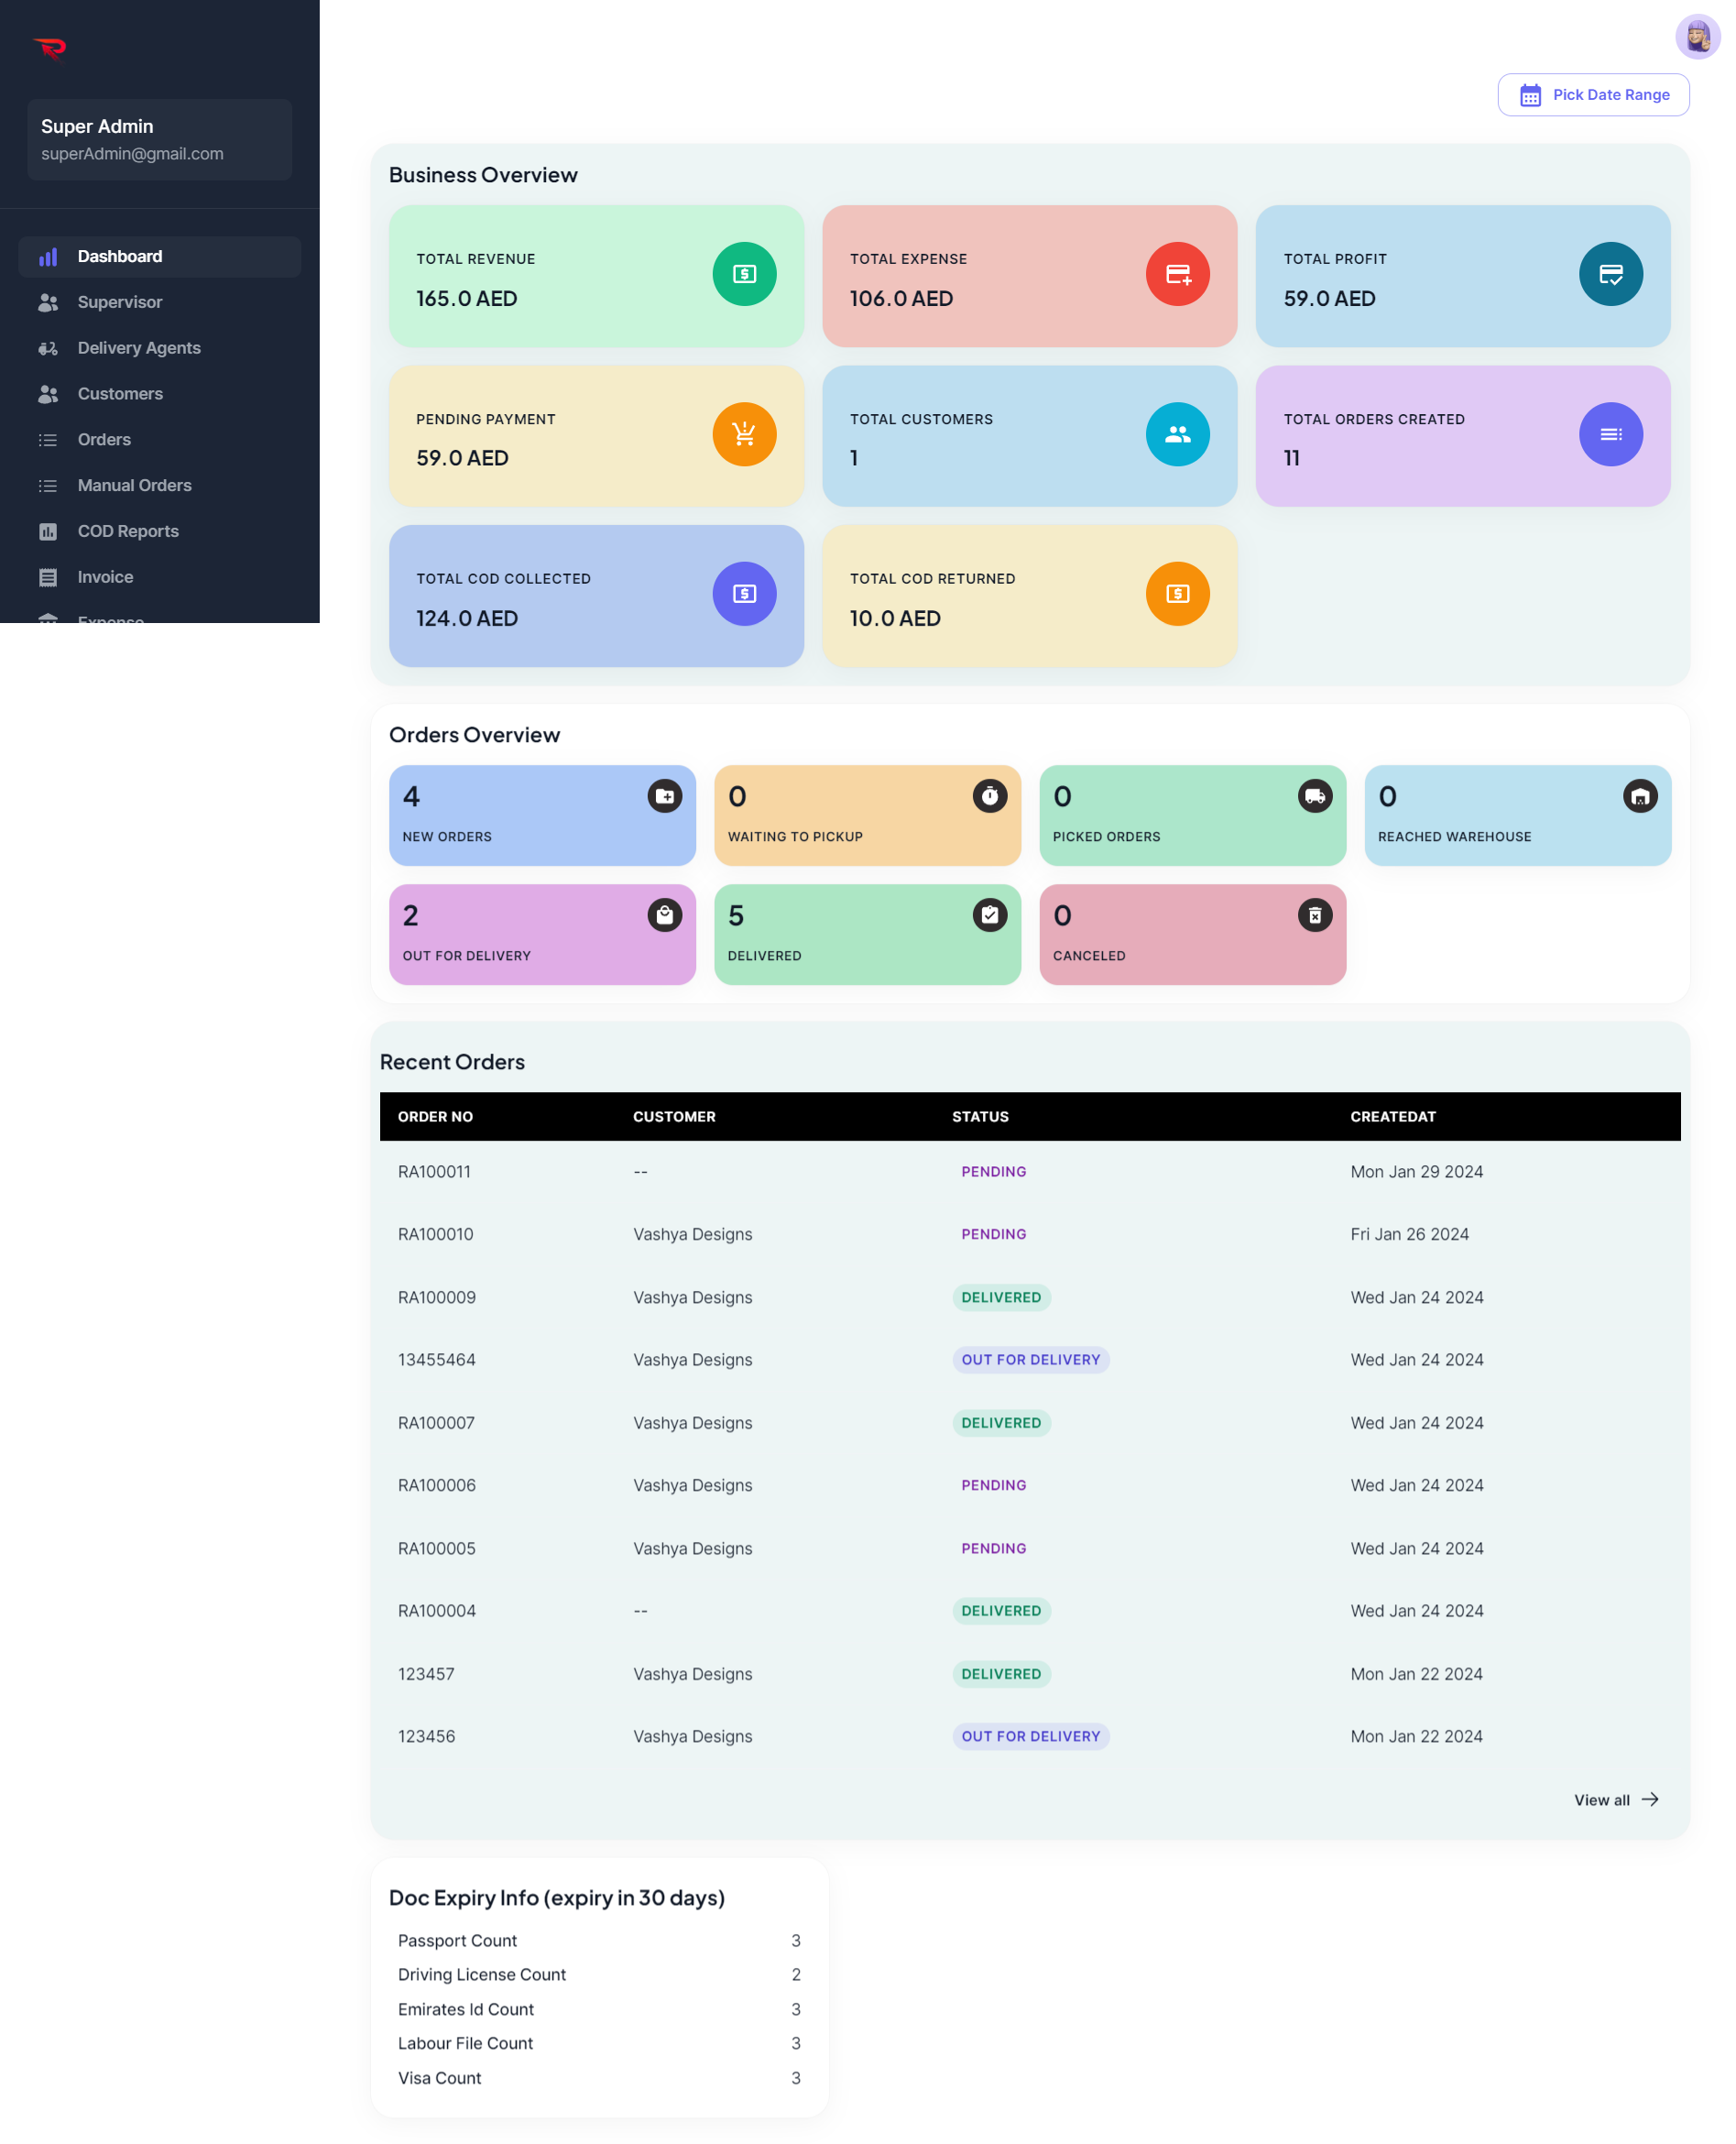 Super Admin
superAdmin@gmail.com
Dashboard
Supervisor
Delivery Agents
Customers
Orders
Manual Orders
COD Reports
Invoice
Expense
Pick Date Range
Business Overview
TOTAL REVENUE
165.0 AED
TOTAL EXPENSE
106.0 AED
TOTAL PROFIT
59.0 AED
PENDING PAYMENT
59.0 AED
TOTAL CUSTOMERS
1
TOTAL ORDERS CREATED
11
TOTAL COD COLLECTED
124.0 AED
TOTAL COD RETURNED
10.0 AED
Orders Overview
4
NEW ORDERS
0
WAITING TO PICKUP
0
PICKED ORDERS
0
REACHED WAREHOUSE
2
OUT FOR DELIVERY
5
DELIVERED
0
CANCELED
Recent Orders
ORDER NO CUSTOMER STATUS CREATEDAT
RA100011 -- PENDING Mon Jan 29 2024
RA100010 Vashya Designs PENDING Fri Jan 26 2024
RA100009 Vashya Designs DELIVERED Wed Jan 24 2024
13455464 Vashya Designs OUT FOR DELIVERY Wed Jan 24 2024
RA100007 Vashya Designs DELIVERED Wed Jan 24 2024
RA100006 Vashya Designs PENDING Wed Jan 24 2024
RA100005 Vashya Designs PENDING Wed Jan 24 2024
RA100004 -- DELIVERED Wed Jan 24 2024
123457 Vashya Designs DELIVERED Mon Jan 22 2024
123456 Vashya Designs OUT FOR DELIVERY Mon Jan 22 2024
View all
Doc Expiry Info (expiry in 30 days)
Passport Count 3
Driving License Count 2
Emirates Id Count 3
Labour File Count 3
Visa Count 3